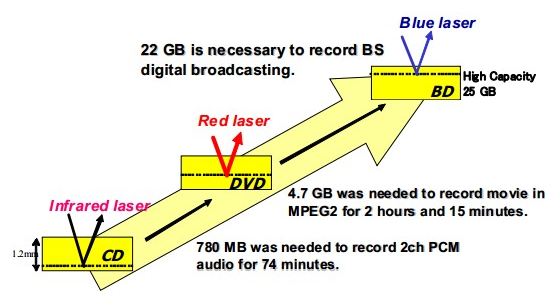 Blue laser
22 GB is necessary to record BS
digital broadcasting.
High Capacity
25 GB
BD
Red laser
DVD
4.7 GB was needed to record movie in
MPEG2 for 2 hours and 15 minutes.
Infrared laser
780 MB was needed to record 2ch PCM
audio for 74 minutes.
1.2mm
CD